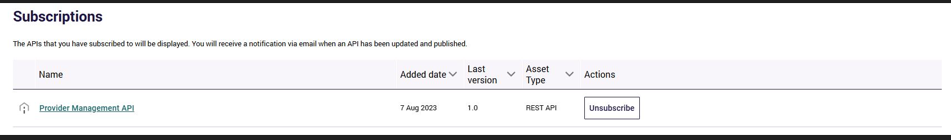 Subscriptions
The APIs that you have subscribed to will be displayed. You will receive a notification via email when an API has been updated and published.
Name Added date Last version Asset Type Actions
Provider Management API 7 Aug 2023 1.0 REST API Unsubscribe